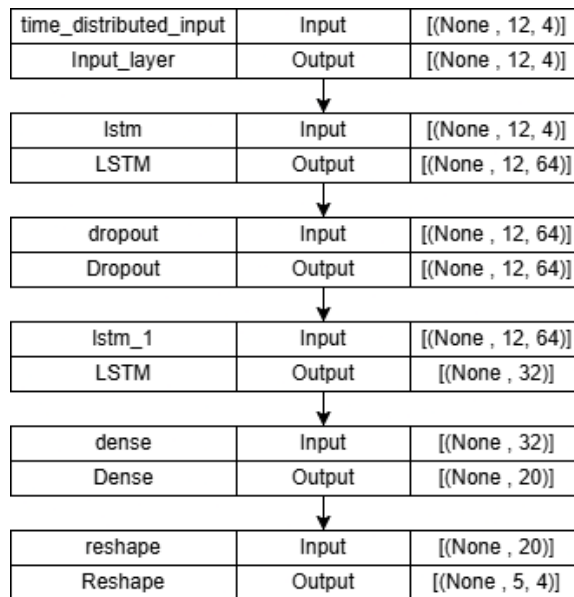 time_distributed_input Input [(None , 12, 4)]
Input_layer Output [(None , 12, 4)]
lstm Input [(None , 12, 4)]
LSTM Output [(None , 12, 64)]
dropout Input [(None , 12, 64)]
Dropout Output [(None , 12, 64)]
lstm_1 Input [(None , 12, 64)]
LSTM Output [(None , 32)]
dense Input [(None , 32)]
Dense Output [(None , 20)]
reshape Input [(None , 20)]
Reshape Output [(None , 5, 4)]